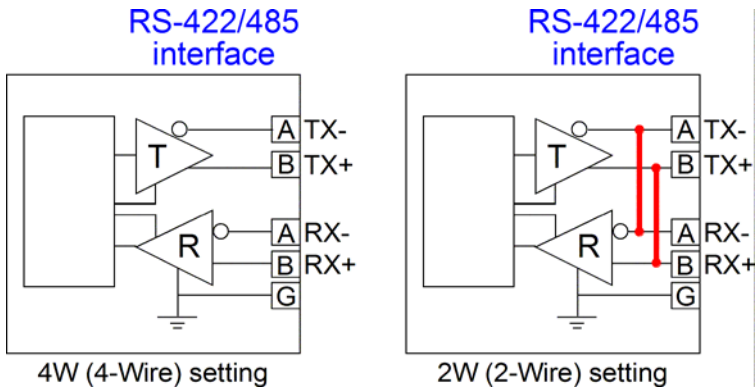 RS-422/485
interface
T
A TX-
B TX+
R
A RX-
B RX+
G
4W (4-Wire) setting
RS-422/485
interface
T
A TX-
B TX+
R
A RX-
B RX+
G
2W (2-Wire) setting